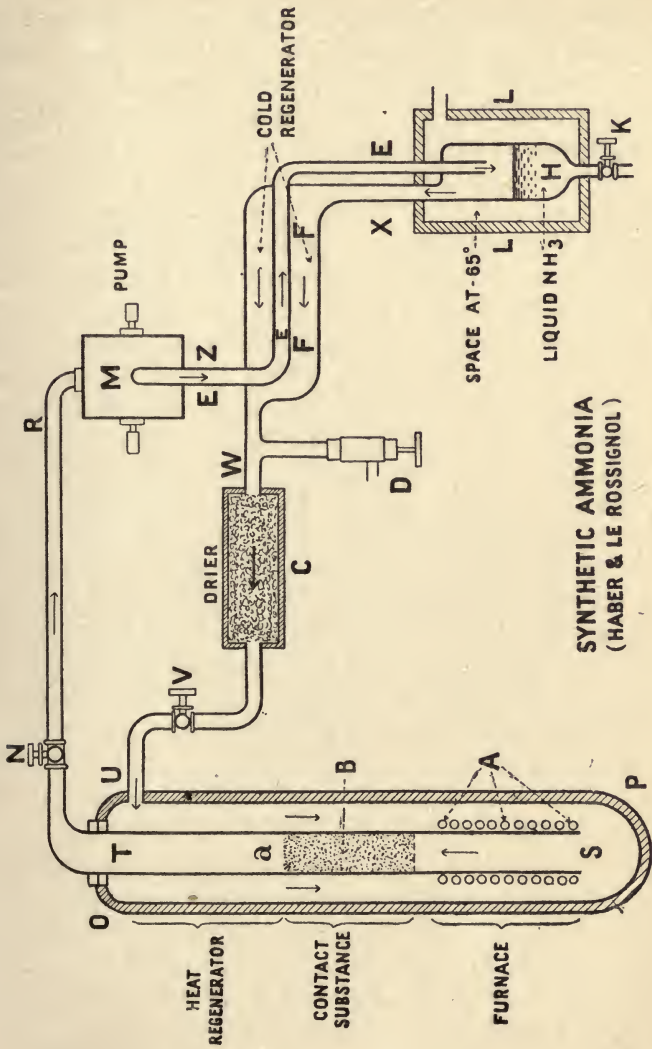 N
R
O
T
U
V
M
PUMP
E
Z
DRIER
W
C
D
COLD
REGENERATOR
E
F
F
X
E
SPACE AT -65°
L
L
H
LIQUID NH3
K
HEAT
REGENERATOR
a
CONTACT
SUBSTANCE
B
FURNACE
A
S
P
SYNTHETIC AMMONIA
(HABER & LE ROSSIGNOL)